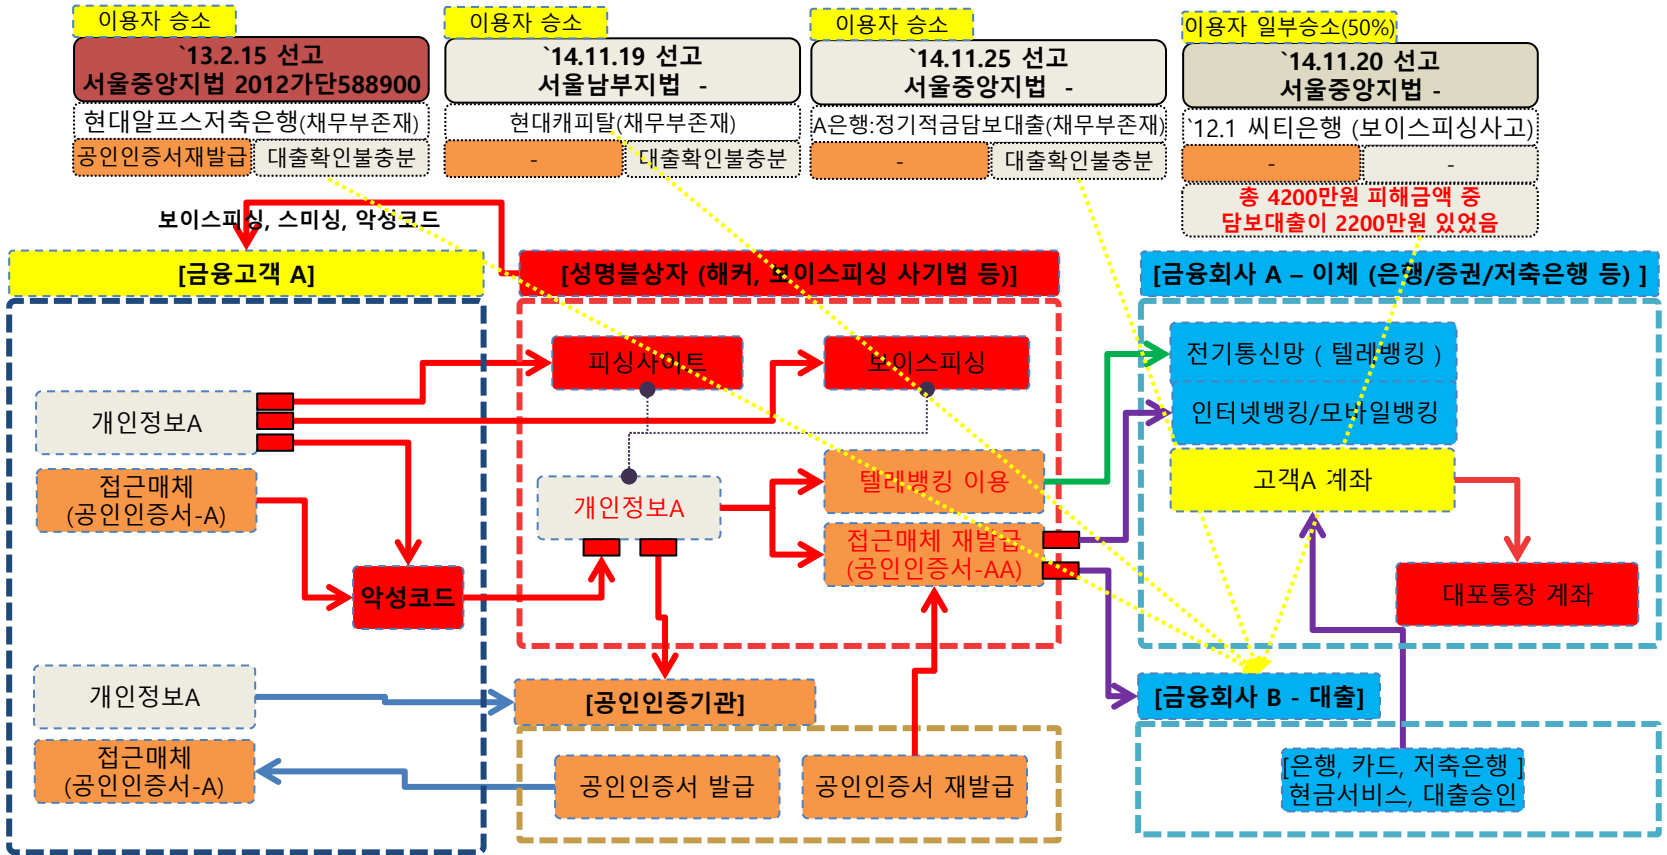 이용자 승소
`13.2.15 선고
서울중앙지법 2012가단588900
현대알프스저축은행(채무부존재)
공인인증서재발급
대출확인불충분
이용자 승소
`14.11.19 선고
서울남부지법 -
현대캐피탈(채무부존재)
-
대출확인불충분
이용자 승소
`14.11.25 선고
서울중앙지법 -
A은행:정기적금담보대출(채무부존재)
-
대출확인불충분
이용자 일부승소(50%)
`14.11.20 선고
서울중앙지법 -
`12.1 씨티은행 (보이스피싱사고)
-
-
총 4200만원 피해금액 중
담보대출이 2200만원 있었음
보이스피싱, 스미싱, 악성코드
[금융고객 A]
개인정보A
접근매체
(공인인증서-A)
악성코드
개인정보A
접근매체
(공인인증서-A)
[성명불상자 (해커, 보이스피싱 사기범 등)]
피싱사이트
보이스피싱
개인정보A
텔레뱅킹 이용
접근매체 재발급
(공인인증서-AA)
[공인인증기관]
공인인증서 발급
공인인증서 재발급
[금융회사 A – 이체 (은행/증권/저축은행 등) ]
전기통신망 ( 텔레뱅킹 )
인터넷뱅킹/모바일뱅킹
고객A 계좌
대포통장 계좌
[금융회사 B - 대출]
[은행, 카드, 저축은행 ]
현금서비스, 대출승인